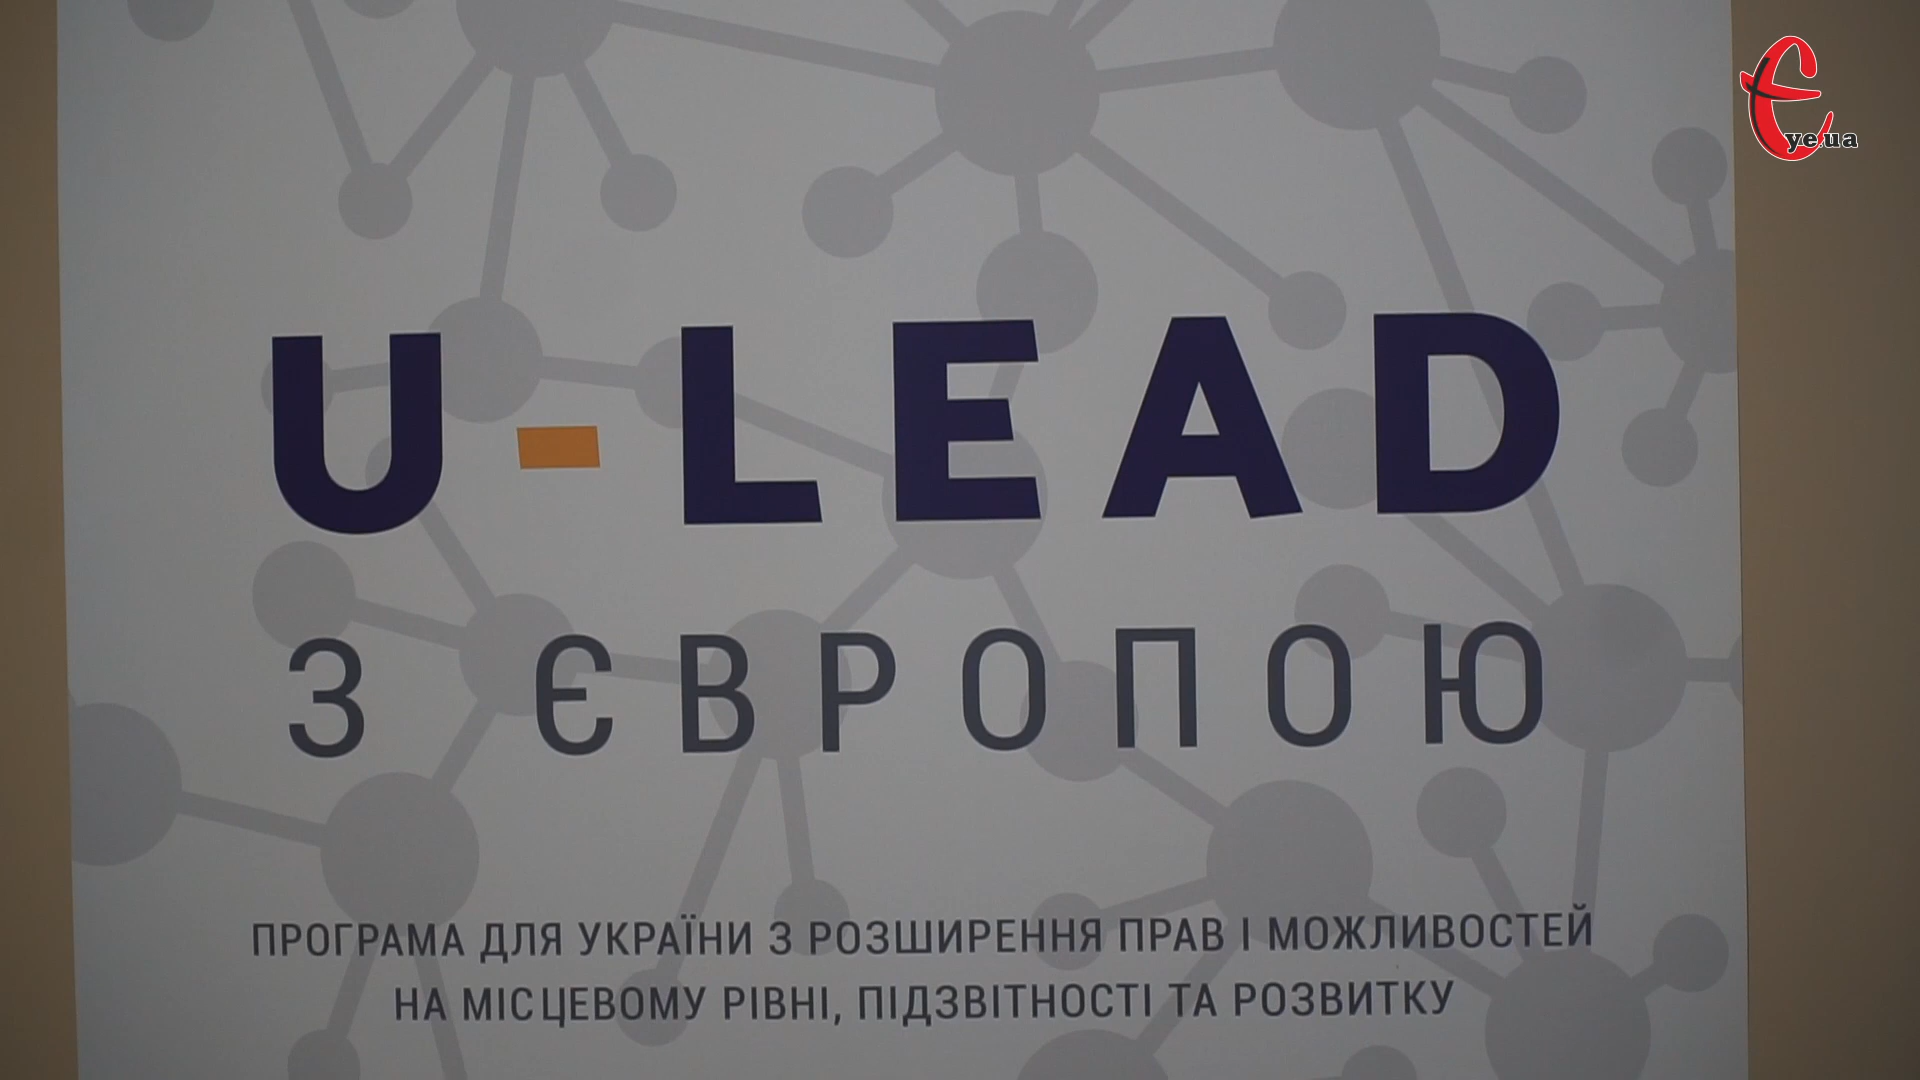 ye.ua
U-LEAD
З ЄВРОПОЮ
ПРОГРАМА ДЛЯ УКРАЇНИ З РОЗШИРЕННЯ ПРАВ І МОЖЛИВОСТЕЙ
НА МІСЦЕВОМУ РІВНІ, ПІДЗВІТНОСТІ ТА РОЗВИТКУ